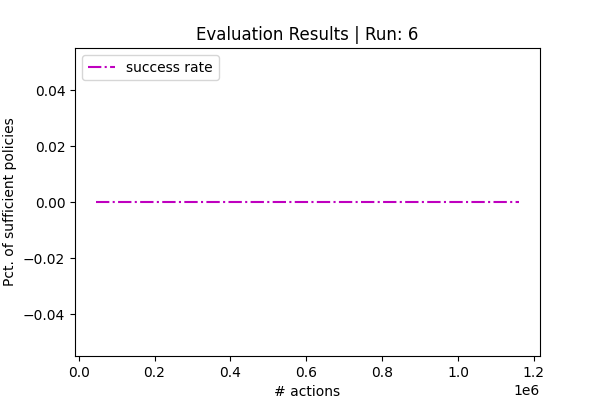 Evaluation Results | Run: 6
success rate
Pct. of sufficient policies
0.04
0.02
0.00
−0.02
−0.04
0.0 0.2 0.4 0.6 0.8 1.0 1.2
1e6
# actions